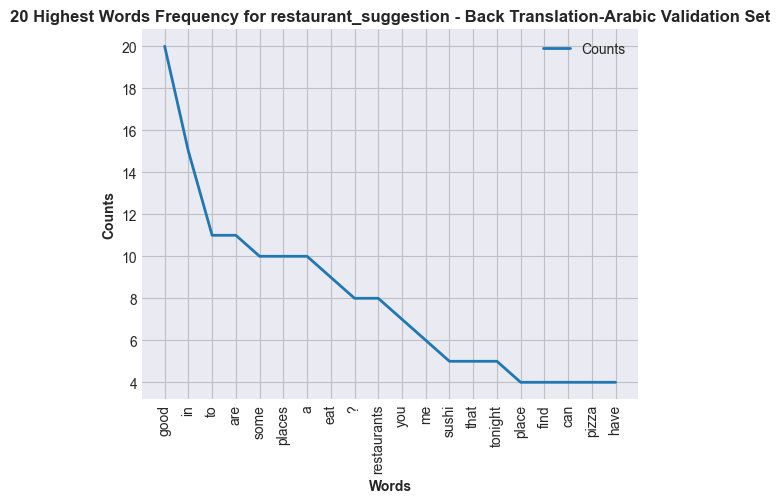 20 Highest Words Frequency for restaurant_suggestion - Back Translation-Arabic Validation Set
Counts
20
18
16
14
12
10
8
6
4
Counts
good
in
to
are
some
places
a
eat
?
restaurants
you
me
sushi
that
tonight
place
find
can
pizza
have
Words